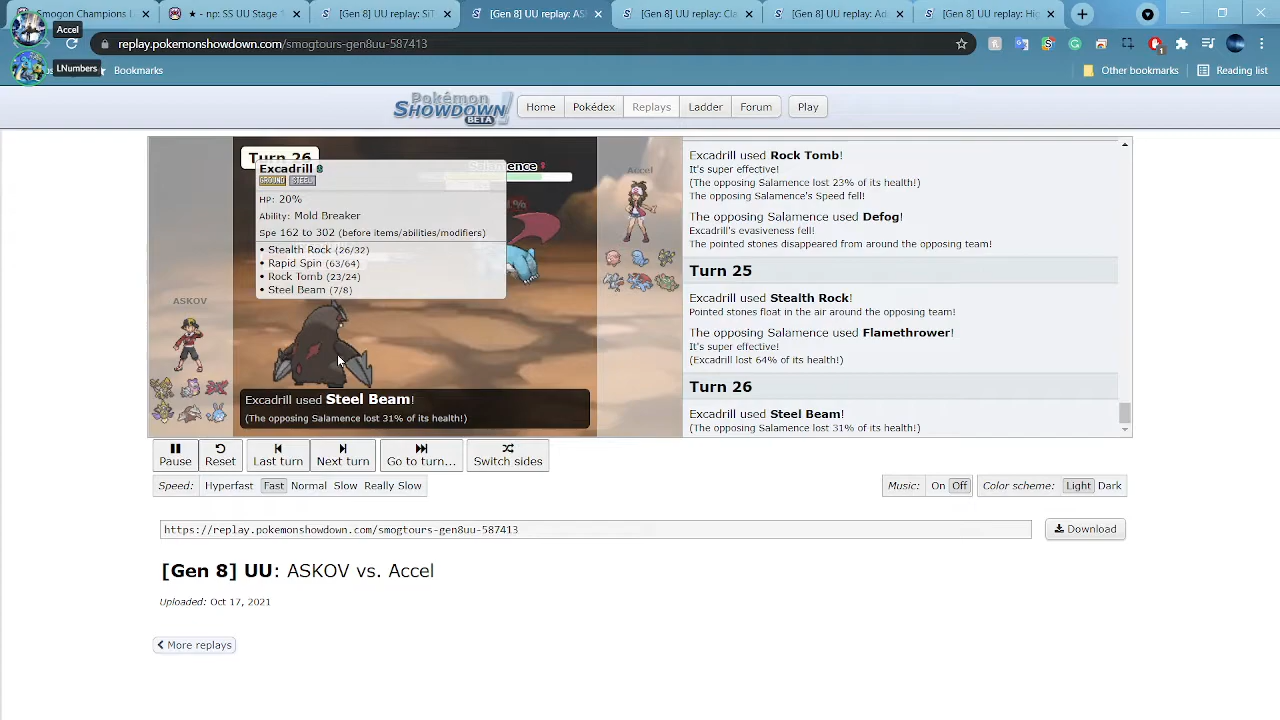 Accel
LNumbers
Smogon Champions L
★ - np: SS UU Stage
[Gen 8] UU replay: SiT
[Gen 8] UU replay: AS
[Gen 8] UU replay: C
[Gen 8] UU replay: Ad
[Gen 8] UU replay: Hig
replay.pokemonshowdown.com/smogtours-gen8uu-587413
Bookmarks
Other bookmarks
Reading list
Pokémon
SHOWDOWN!
BETA
Home
Pokédex
Replays
Ladder
Forum
Play
Turn 26
Excadrill
GROUND STEEL
HP: 20%
Ability: Mold Breaker
Spe 162 to 302 (before items/abilities/modifiers)
• Stealth Rock (26/32)
• Rapid Spin (63/64)
• Rock Tomb (23/24)
• Steel Beam (7/8)
ASKOV
Accel
Excadrill used Steel Beam!
(The opposing Salamence lost 31% of its health!)
Excadrill used Rock Tomb!
It's super effective!
(The opposing Salamence lost 23% of its health!)
The opposing Salamence's Speed fell!
The opposing Salamence used Defog!
Excadrill's evasiveness fell!
The pointed stones disappeared from around the opposing team!
Turn 25
Excadrill used Stealth Rock!
Pointed stones float in the air around the opposing team!
The opposing Salamence used Flamethrower!
It's super effective!
(Excadrill lost 64% of its health!)
Turn 26
Excadrill used Steel Beam!
(The opposing Salamence lost 31% of its health!)
Pause
Reset
Last turn
Next turn
Go to turn...
Switch sides
Speed: Hyperfast Fast Normal Slow Really Slow
Music: On Off
Color scheme: Light Dark
https://replay.pokemonshowdown.com/smogtours-gen8uu-587413
Download
[Gen 8] UU: ASKOV vs. Accel
Uploaded: Oct 17, 2021
More replays